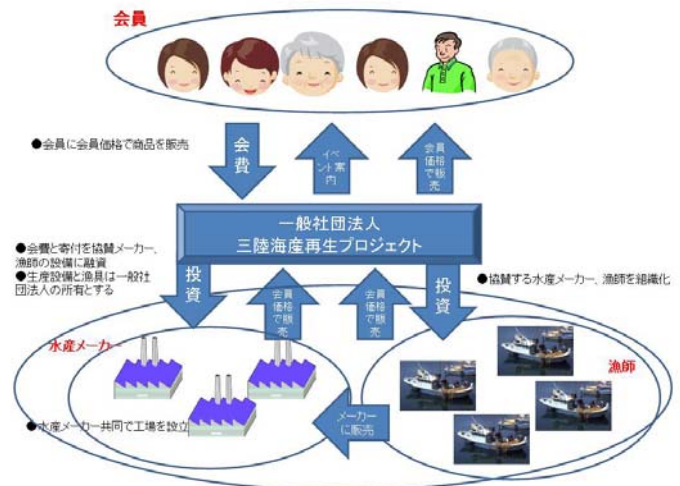 会員
●会員に会員価格で商品を販売
会費
イベ
ント案
内
会員
価格
で販
売
一般社団法人
三陸海産再生プロジェクト
●会費と寄付を協賛メーカー、
漁師の設備に融資
●生産設備と漁具は一般社
団法人の所有とする
投資
会員
価格
で販
売
会員
価格
で販
売
投資
●協賛する水産メーカー、漁師を組織化
水産メーカー
漁師
●水産メーカー共同で工場を設立
メーカー
に販売